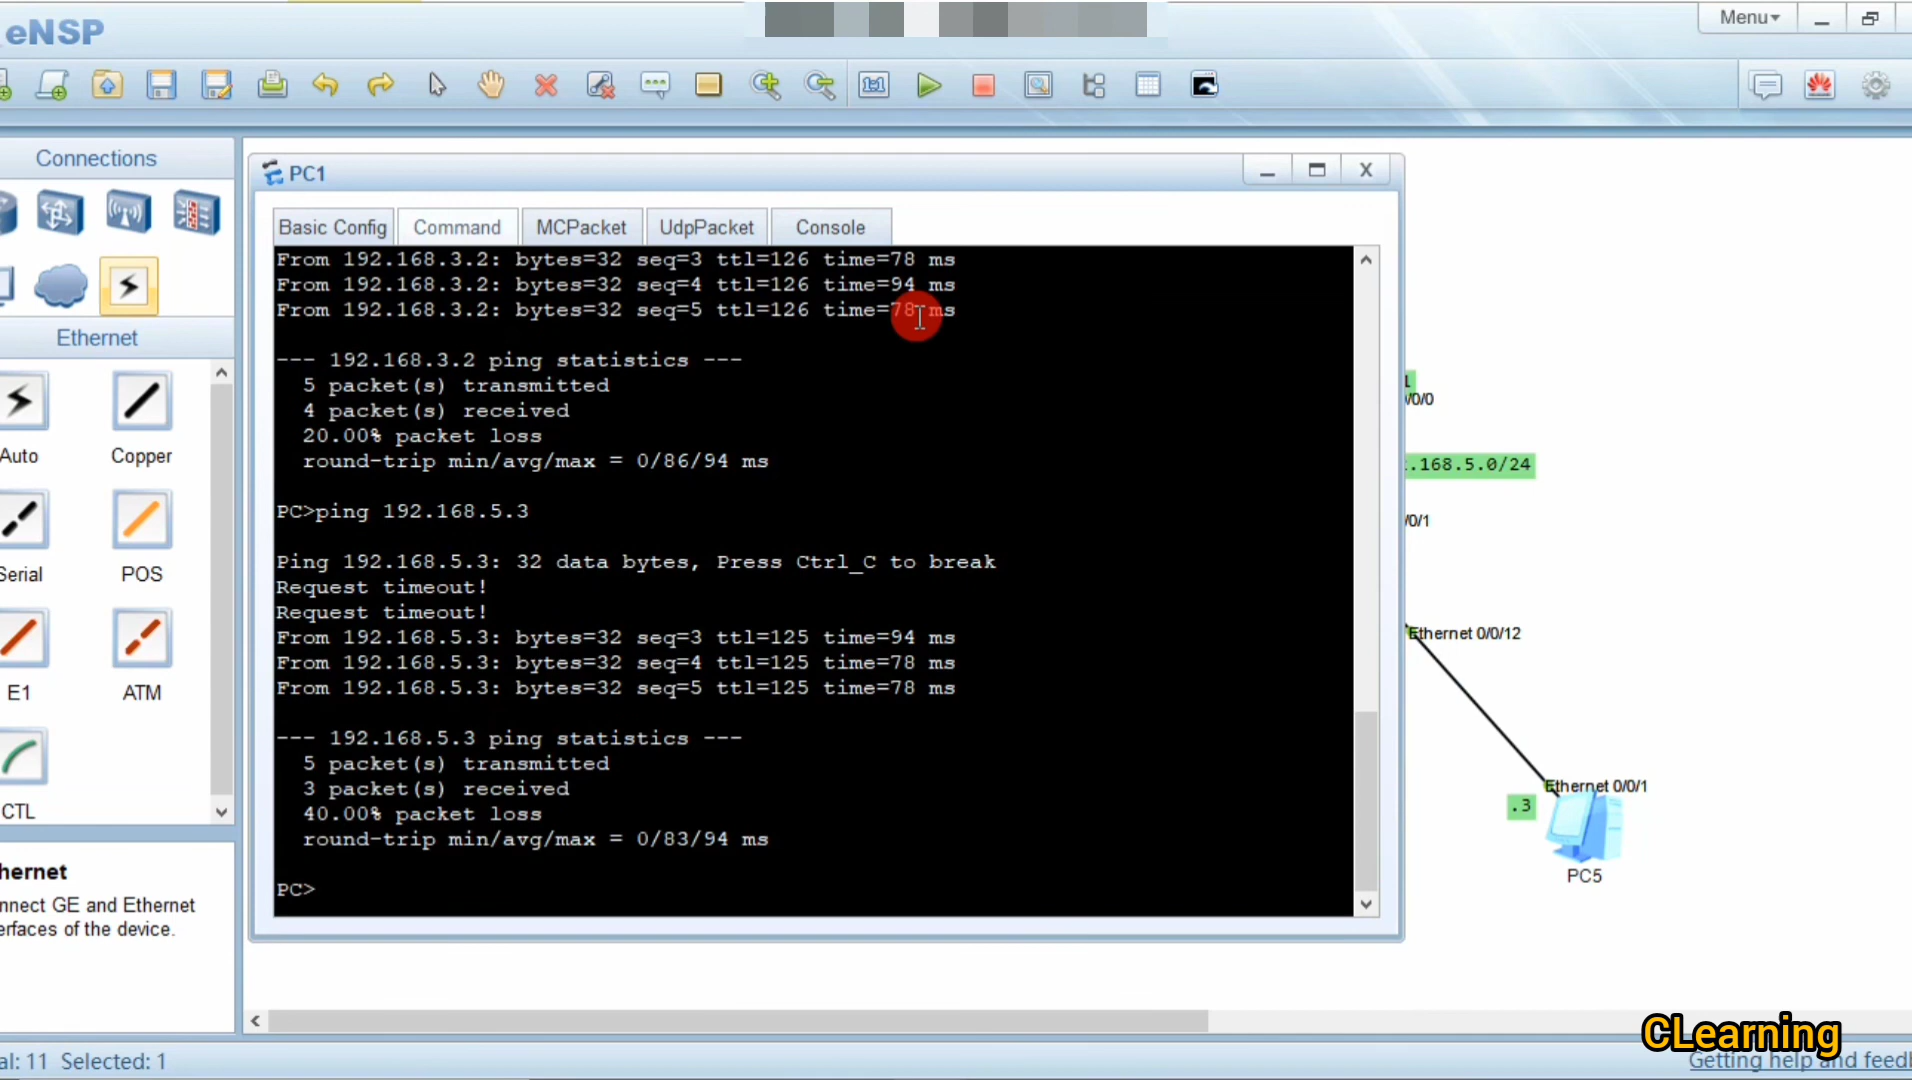 eNSP
Menu
Connections
Ethernet
Auto
Copper
Serial
POS
E1
ATM
CTL
hernet
nnect GE and Ethernet
erfaces of the device.
PC1
Basic Config
Command
MCPacket
UdpPacket
Console
From 192.168.3.2: bytes=32 seq=3 ttl=126 time=78 ms
From 192.168.3.2: bytes=32 seq=4 ttl=126 time=94 ms
From 192.168.3.2: bytes=32 seq=5 ttl=126 time=78 ms
--- 192.168.3.2 ping statistics ---
5 packet(s) transmitted
4 packet(s) received
20.00% packet loss
round-trip min/avg/max = 0/86/94 ms
PC>ping 192.168.5.3
Ping 192.168.5.3: 32 data bytes, Press Ctrl_C to break
Request timeout!
Request timeout!
From 192.168.5.3: bytes=32 seq=3 ttl=125 time=94 ms
From 192.168.5.3: bytes=32 seq=4 ttl=125 time=78 ms
From 192.168.5.3: bytes=32 seq=5 ttl=125 time=78 ms
--- 192.168.5.3 ping statistics ---
5 packet(s) transmitted
3 packet(s) received
40.00% packet loss
round-trip min/avg/max = 0/83/94 ms
PC>
1
/0/0
.168.5.0/24
/0/1
Ethernet 0/0/12
Ethernet 0/0/1
.3
PC5
CLearning
al: 11 Selected: 1
Getting help and feedb